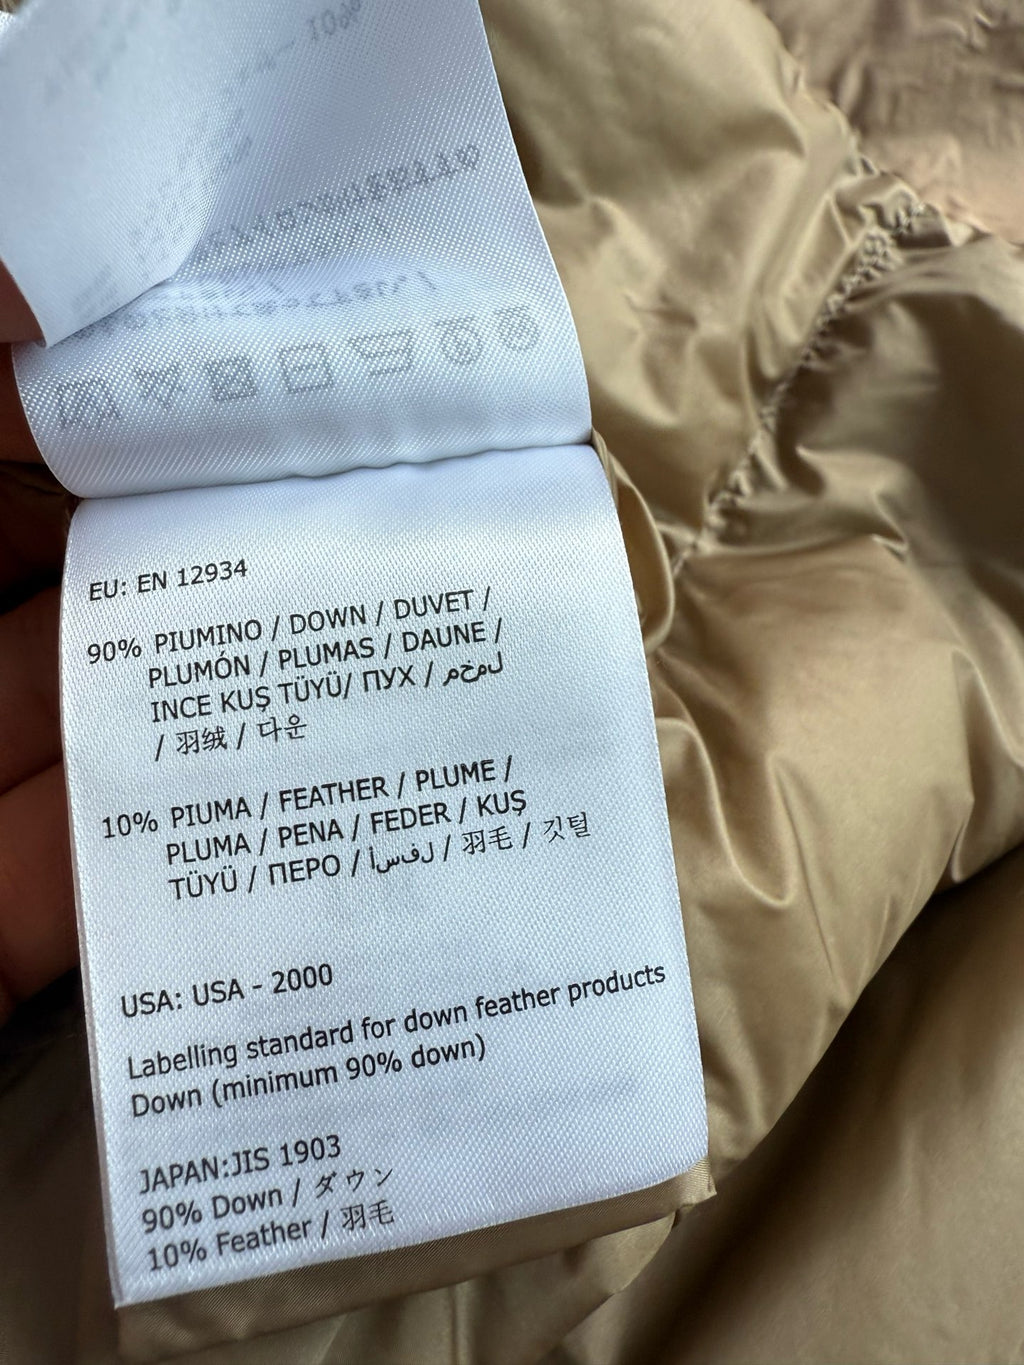 EU: EN 12934
90% PIUMINO / DOWN / DUVET /
PLUMÓN / PLUMAS / DAUNE /
INCE KUŞ TÜYÜ/ ПУХ / لمحم
/ 羽绒 / 다운
10% PIUMA / FEATHER / PLUME /
PLUMA / PENA / FEDER / KUŞ
TÜYÜ / ПЕРО / لفسأ / 羽毛 / 깃털
USA: USA - 2000
Labelling standard for down feather products
Down (minimum 90% down)
JAPAN:JIS 1903
90% Down / ダウン
10% Feather / 羽毛